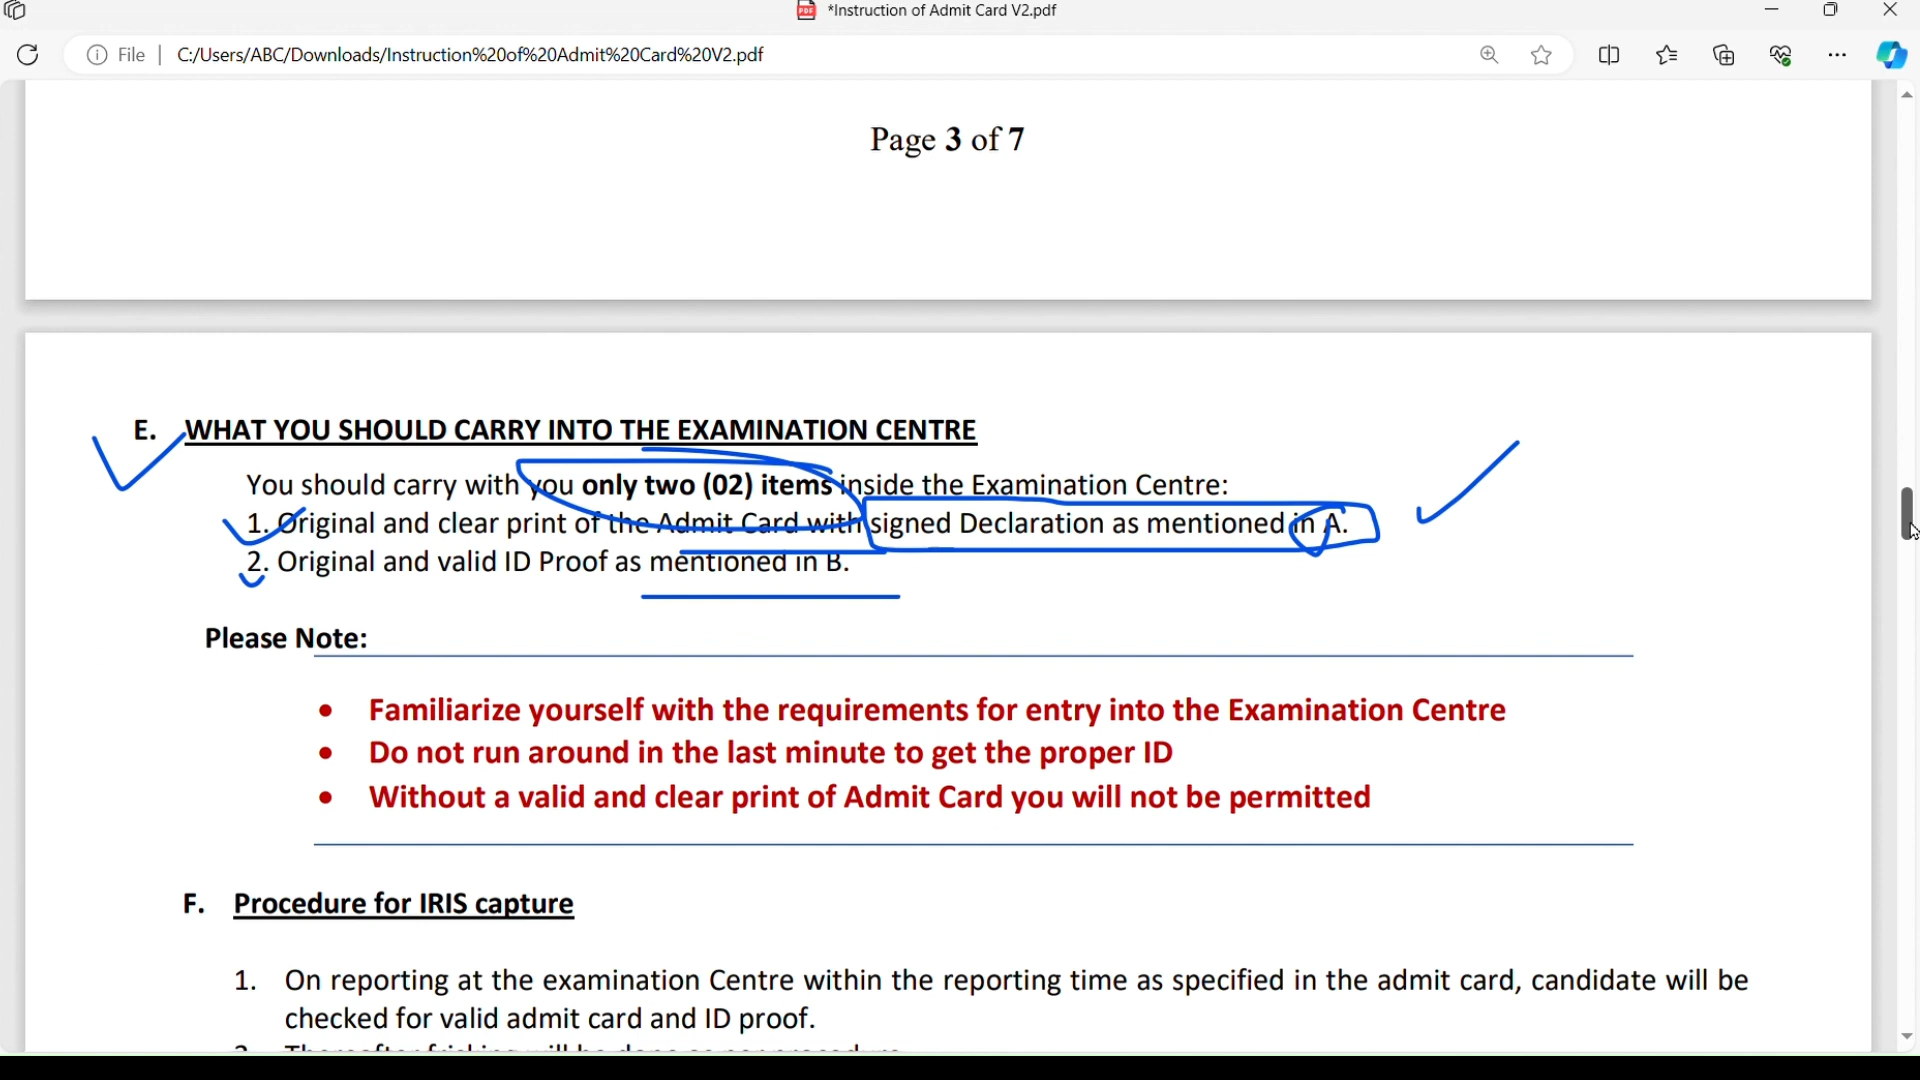 *Instruction of Admit Card V2.pdf
File | C:/Users/ABC/Downloads/Instruction%20of%20Admit%20Card%20V2.pdf
Page 3 of 7
E. WHAT YOU SHOULD CARRY INTO THE EXAMINATION CENTRE
You should carry with you only two (02) items inside the Examination Centre:
1. Original and clear print of the Admit Card with signed Declaration as mentioned in A.
2. Original and valid ID Proof as mentioned in B.
Please Note:
• Familiarize yourself with the requirements for entry into the Examination Centre
• Do not run around in the last minute to get the proper ID
• Without a valid and clear print of Admit Card you will not be permitted
F. Procedure for IRIS capture
1. On reporting at the examination Centre within the reporting time as specified in the admit card, candidate will be
checked for valid admit card and ID proof.